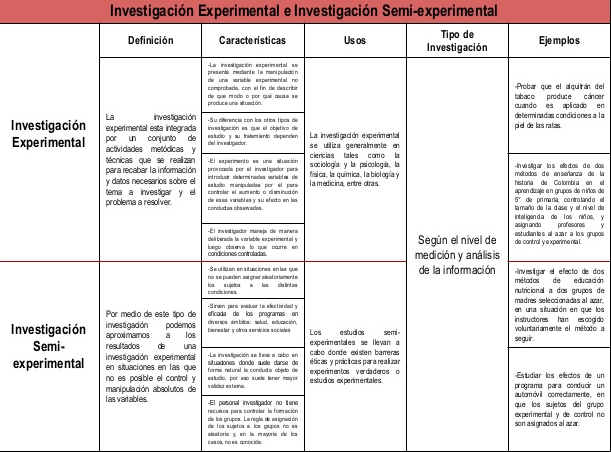 Investigación Experimental e Investigación Semi-experimental
Definición
Características
Usos
Tipo de
Investigación
Ejemplos
Investigación
Experimental
La investigación
experimental esta integrada
por un conjunto de
actividades metódicas y
técnicas que se realizan
para recabar la información
y datos necesarios sobre el
tema a investigar y el
problema a resolver.
-La investigación experimental se
presenta mediante la manipulación
de una variable experimental no
comprobada, con el fin de describir
de que modo o por qué causa se
produce una situación.
-Su diferencia con los otros tipos de
investigación es que el objetivo de
estudio y su tratamiento dependen
del investigador.
-El experimento es una situación
provocada por el investigador para
introducir determinadas variables de
estudio manipuladas por él para
controlar el aumento o disminución
de esas variables y su efecto en las
conductas observadas.
-El investigador maneja de manera
deliberada la variable experimental y
luego observa lo que ocurre en
condiciones controladas.
La investigación experimental
se utiliza generalmente en
ciencias tales como la
sociología y la psicología, la
física, la química, la biología y
la medicina, entre otras.
Según el nivel de
medición y análisis
de la información
-Probar que el alquitrán del
tabaco produce cáncer
cuando es aplicado en
determinadas condiciones a la
piel de las ratas.
-Investigar los efectos de dos
métodos de enseñanza de la
historia de Colombia en el
aprendizaje en grupos de niños de
5° de primaria, controlando el
tamaño de la clase y el nivel de
inteligencia de los niños, y
asignando profesores y
estudiantes al azar a los grupos
de control y experimental.
Investigación
Semi-
experimental
Por medio de este tipo de
investigación podemos
aproximarnos a los
resultados de una
investigación experimental
en situaciones en las que
no es posible el control y
manipulación absolutos de
las variables.
-Se utilizan en situaciones en las que
no se pueden asignar aleatoriamente
los sujetos a las distintas
condiciones.
-Sirven para evaluar la efectividad y
eficacia de los programas en
diversos ámbitos: salud, educación,
bienestar y otros servicios sociales
-La investigación se lleva a cabo en
situaciones donde suele darse de
forma natural la conducta objeto de
estudio, por eso suele tener mayor
validez externa.
-El personal investigador no tiene
recursos para controlar la formación
de los grupos. La regla de asignación
de los sujetos a los grupos no es
aleatoria y, en la mayoría de los
casos, no es conocida.
Los estudios semi-
experimentales se llevan a
cabo donde existen barreras
éticas y prácticas para realizar
experimentos verdaderos o
estudios experimentales.
-Investigar el efecto de dos
métodos de educación
nutricional a dos grupos de
madres seleccionadas al azar,
en una situación en que los
instructores han escogido
voluntariamente el método a
seguir.
-Estudiar los efectos de un
programa para conducir un
automóvil correctamente, en
que los sujetos del grupo
experimental y de control no
son asignados al azar.